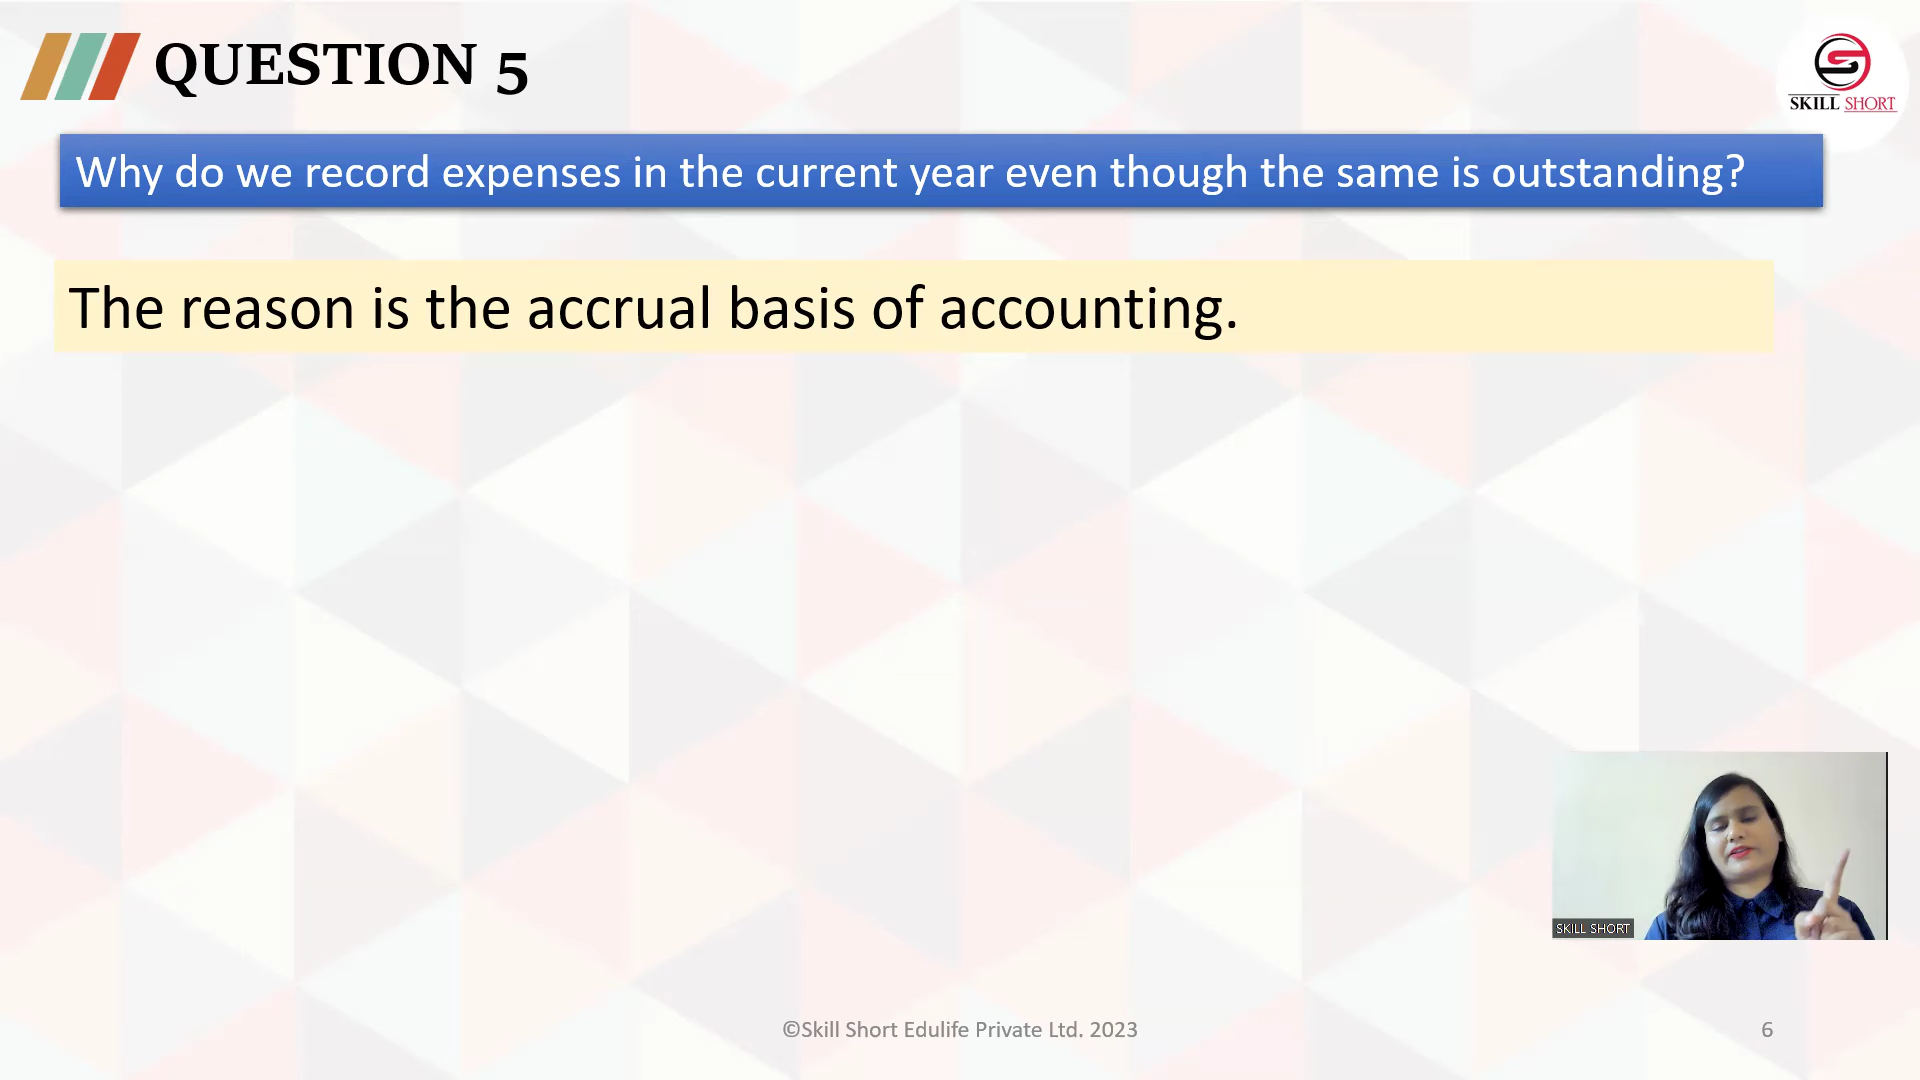 QUESTION 5
SKILL SHORT
Why do we record expenses in the current year even though the same is outstanding?
The reason is the accrual basis of accounting.
SKILL SHORT
©Skill Short Edulife Private Ltd. 2023
6